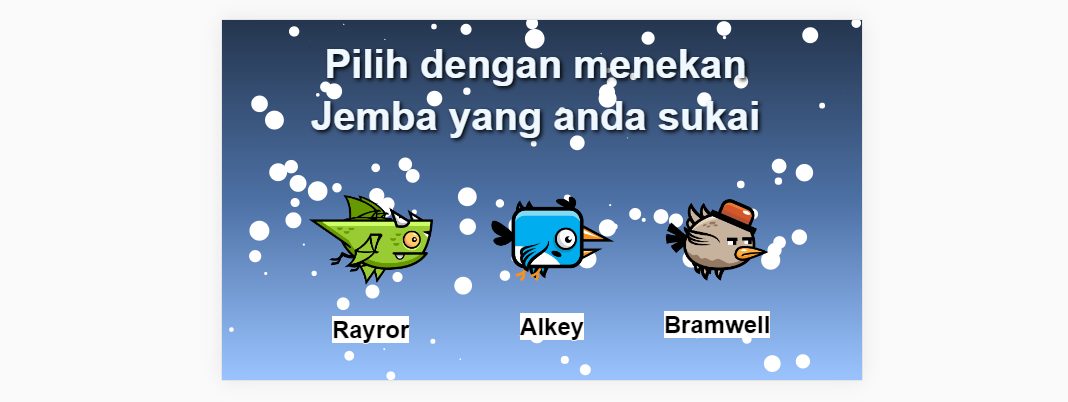 Pilih dengan menekan
Jemba yang anda sukai
Rayror
Alkey
Bramwell